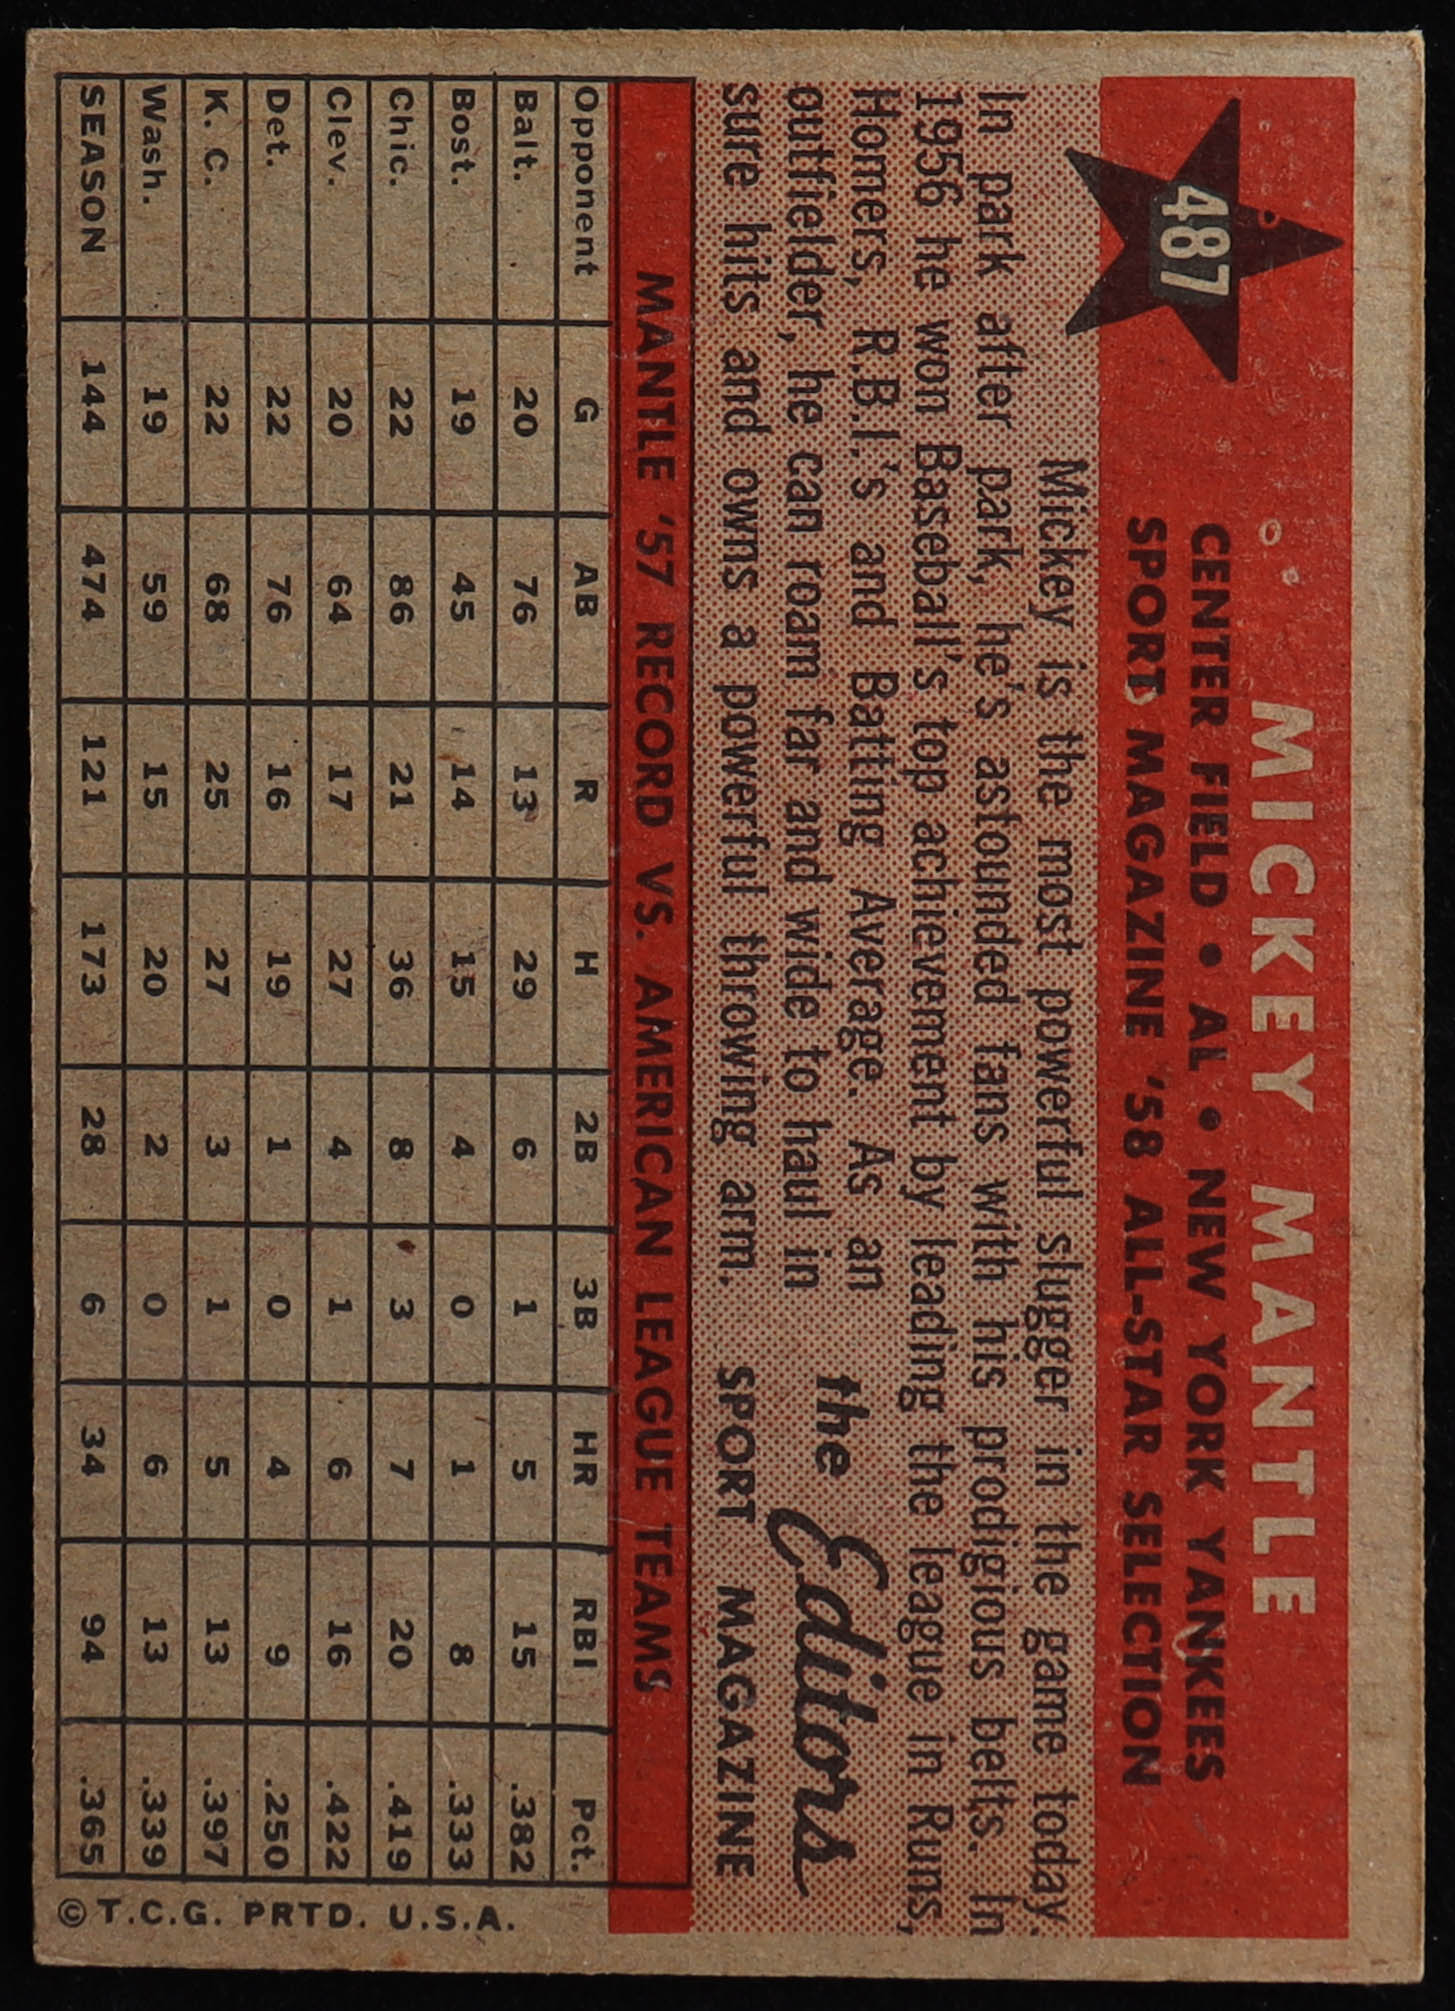 487
MICKEY MANTLE
CENTER FIELD • AL • NEW YORK YANKEES
SPORT MAGAZINE '58 ALL-STAR SELECTION
Mickey is the most powerful slugger in the game today.
In park after park, he's astounded fans with his prodigious belts. In
1956 he won Baseball's top achievement by leading the league in Runs,
Homers, R.B.I.'s and Batting Average. As an
outfielder, he can roam far and wide to haul in
sure hits and owns a powerful throwing arm.
the Editors
SPORT MAGAZINE
MANTLE '57 RECORD VS. AMERICAN LEAGUE TEAMS
Opponent G AB R H 2B 3B HR RBI Pct.
Balt. 20 76 13 29 6 1 5 15 .382
Bost. 19 45 14 15 4 0 1 8 .333
Chic. 22 86 21 36 8 3 7 20 .419
Clev. 20 64 17 27 4 1 6 16 .422
Det. 22 76 16 19 1 0 4 9 .250
K. C. 22 68 25 27 3 1 5 13 .397
Wash. 19 59 15 20 2 0 6 13 .339
SEASON 144 474 121 173 28 6 34 94 .365
© T.C.G. PRTD. U.S.A.